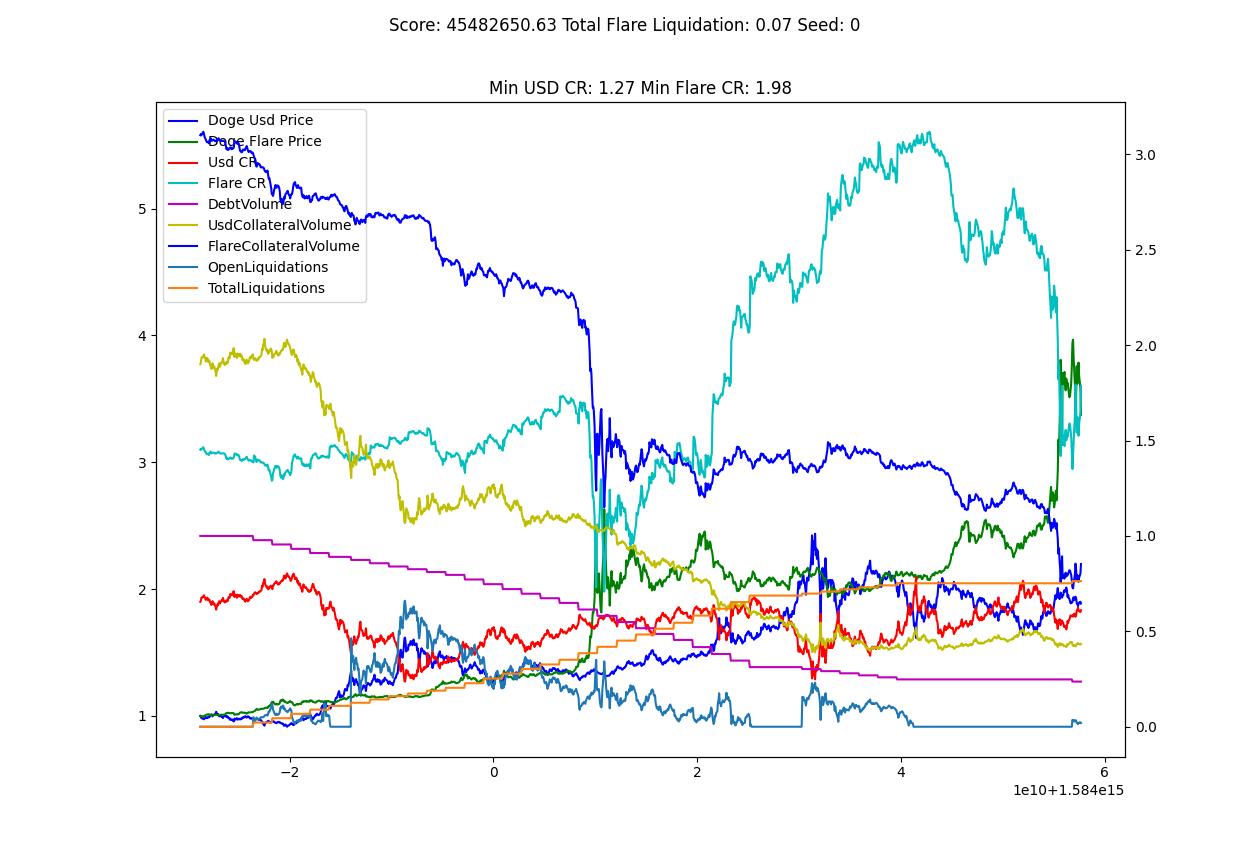 Score: 45482650.63 Total Flare Liquidation: 0.07 Seed: 0
Min USD CR: 1.27 Min Flare CR: 1.98
Doge Usd Price
Doge Flare Price
Usd CR
Flare CR
DebtVolume
UsdCollateralVolume
FlareCollateralVolume
OpenLiquidations
TotalLiquidations
5
4
3
2
1
3.0
2.5
2.0
1.5
1.0
0.5
0.0
−2
0
2
4
6
1e10+1.584e15